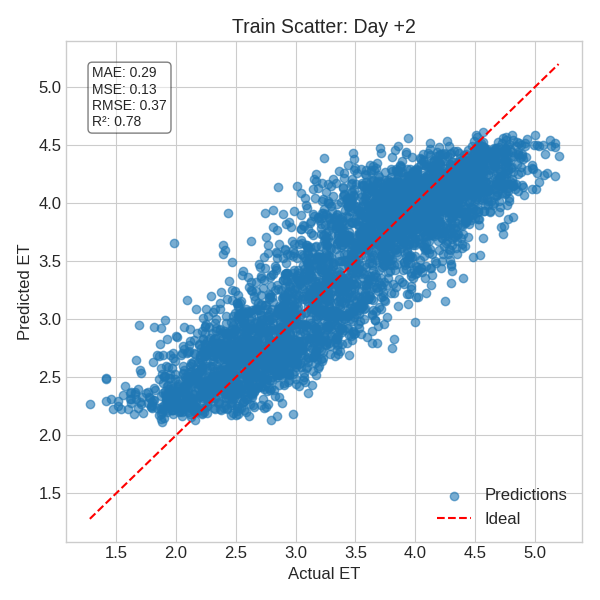 Train Scatter: Day +2
MAE: 0.29
MSE: 0.13
RMSE: 0.37
R²: 0.78
Predicted ET
5.0
4.5
4.0
3.5
3.0
2.5
2.0
1.5
Predictions
Ideal
1.5 2.0 2.5 3.0 3.5 4.0 4.5 5.0
Actual ET